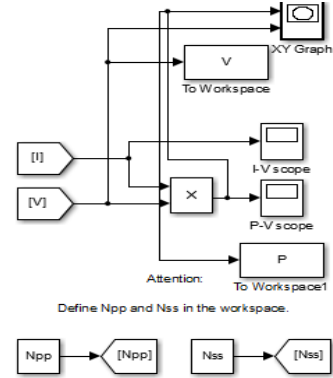 XY Graph
V
To Workspace
[I]
I-V scope
[V]
X
P-V scope
P
To Workspace1
Attention:
Define Npp and Nss in the workspace.
Npp [Npp] Nss [Nss]